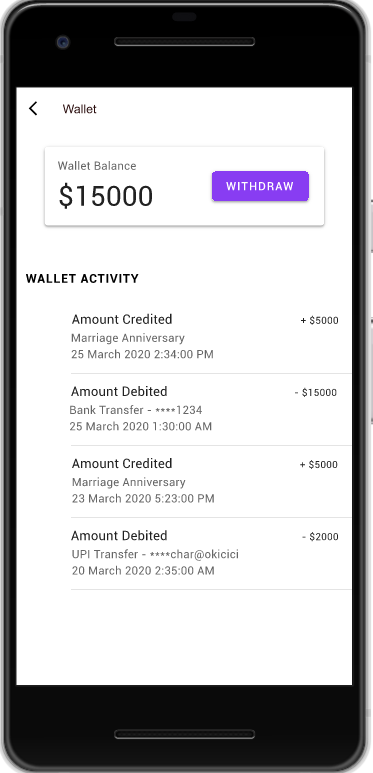 Wallet
Wallet Balance
$15000
WITHDRAW
WALLET ACTIVITY
Amount Credited
+ $5000
Marriage Anniversary
25 March 2020 2:34:00 PM
Amount Debited
- $15000
Bank Transfer - ****1234
25 March 2020 1:30:00 AM
Amount Credited
+ $5000
Marriage Anniversary
23 March 2020 5:23:00 PM
Amount Debited
- $2000
UPI Transfer - ****char@okicici
20 March 2020 2:35:00 AM